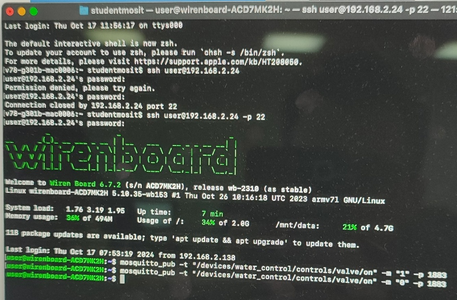 studentmosit — user@wirenboard-ACD7MK2H: ~ — ssh user@192.168.2.24 -p 22 — 121
Last login: Thu Oct 17 11:56:17 on ttys000
The default interactive shell is now zsh.
To update your account to use zsh, please run `chsh -s /bin/zsh`.
For more details, please visit https://support.apple.com/kb/HT208050.
studentmosit$ ssh user@192.168.2.24
user@192.168.2.24's password:
Permission denied, please try again.
user@192.168.2.24's password:
Connection closed by 192.168.2.24 port 22
studentmosit$ ssh user@192.168.2.24 -p 22
user@192.168.2.24's password:
wirenboard
Welcome to Wiren Board 6.7.2 (s/n ACD7MK2H), release wb-2310 (as stable)
Linux wirenboard-ACD7MK2H 5.10.35-wb153 #1 Thu Oct 26 10:16:18 UTC 2023 armv7l GNU/Linux
System load: 1.76 3.19 1.95 Up time: 7 min
Memory usage: 36% of 494M Usage of /: 34% of 2.0G /mnt/data: 21% of 4.7G
118 package updates are available; type 'apt update && apt upgrade' to update them.
Last login: Thu Oct 17 07:53:19 2024 from 192.168.2.138
user@wirenboard-ACD7MK2H:~$ mosquitto_pub -t "/devices/water_control/controls/valve/on" -m "1" -p 1883
user@wirenboard-ACD7MK2H:~$ mosquitto_pub -t "/devices/water_control/controls/valve/on" -m "0" -p 1883
user@wirenboard-ACD7MK2H:~$